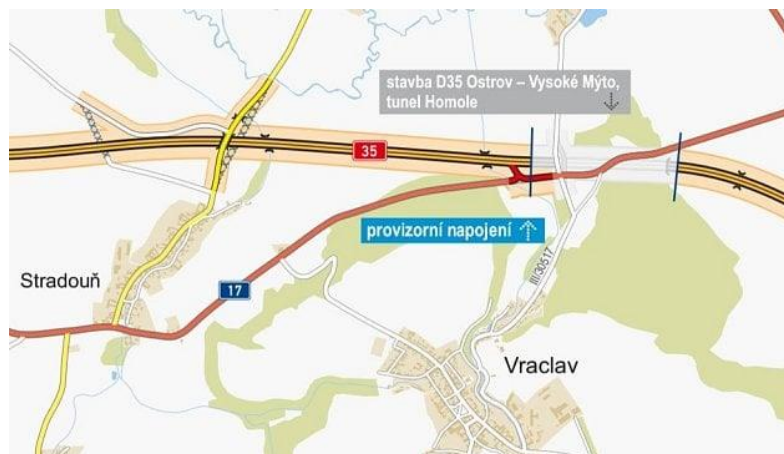 stavba D35 Ostrov – Vysoké Mýto,
tunel Homole
35
provizorní napojení
III/30517
Stradouň
17
Vraclav